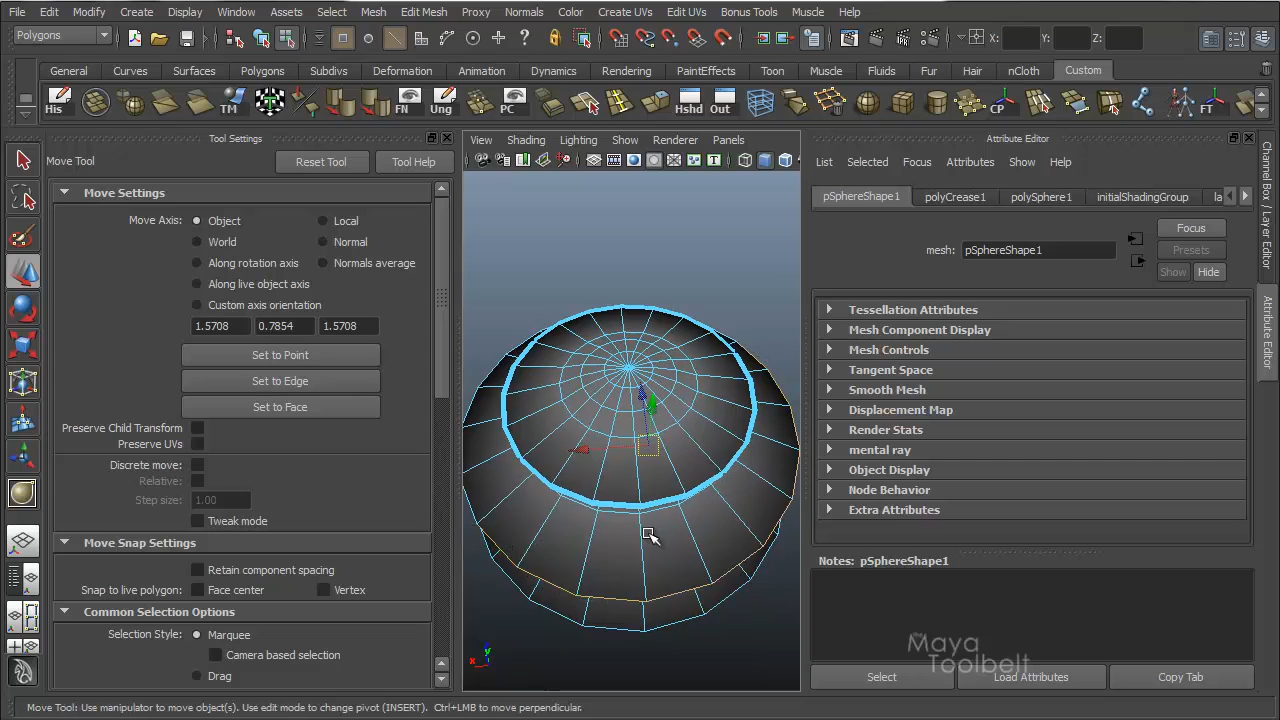 File Edit Modify Create Display Window Assets Select Mesh Edit Mesh Proxy Normals Color Create UVs Edit UVs Bonus Tools Muscle Help
Polygons X: Y: Z:
General Curves Surfaces Polygons Subdivs Deformation Animation Dynamics Rendering PaintEffects Toon Muscle Fluids Fur Hair nCloth Custom
His TM FN Ung PC Hshd Out CP FT
Tool Settings
Move Tool Reset Tool Tool Help
Move Settings
Move Axis: Object Local
World Normal
Along rotation axis Normals average
Along live object axis
Custom axis orientation
1.5708 0.7854 1.5708
Set to Point
Set to Edge
Set to Face
Preserve Child Transform
Preserve UVs
Discrete move:
Relative:
Step size: 1.00
Tweak mode
Move Snap Settings
Retain component spacing
Snap to live polygon: Face center Vertex
Common Selection Options
Selection Style: Marquee
Camera based selection
Drag
View Shading Lighting Show Renderer Panels
T
y
x
Attribute Editor
List Selected Focus Attributes Show Help
pSphereShape1 polyCrease1 polySphere1 initialShadingGroup la
Focus
mesh: pSphereShape1 Presets
Show Hide
Tessellation Attributes
Mesh Component Display
Mesh Controls
Tangent Space
Smooth Mesh
Displacement Map
Render Stats
mental ray
Object Display
Node Behavior
Extra Attributes
Notes: pSphereShape1
the Maya
Toolbelt
Select Load Attributes Copy Tab
Channel Box / Layer Editor
Attribute Editor
Move Tool: Use manipulator to move object(s). Use edit mode to change pivot (INSERT). Ctrl+LMB to move perpendicular.